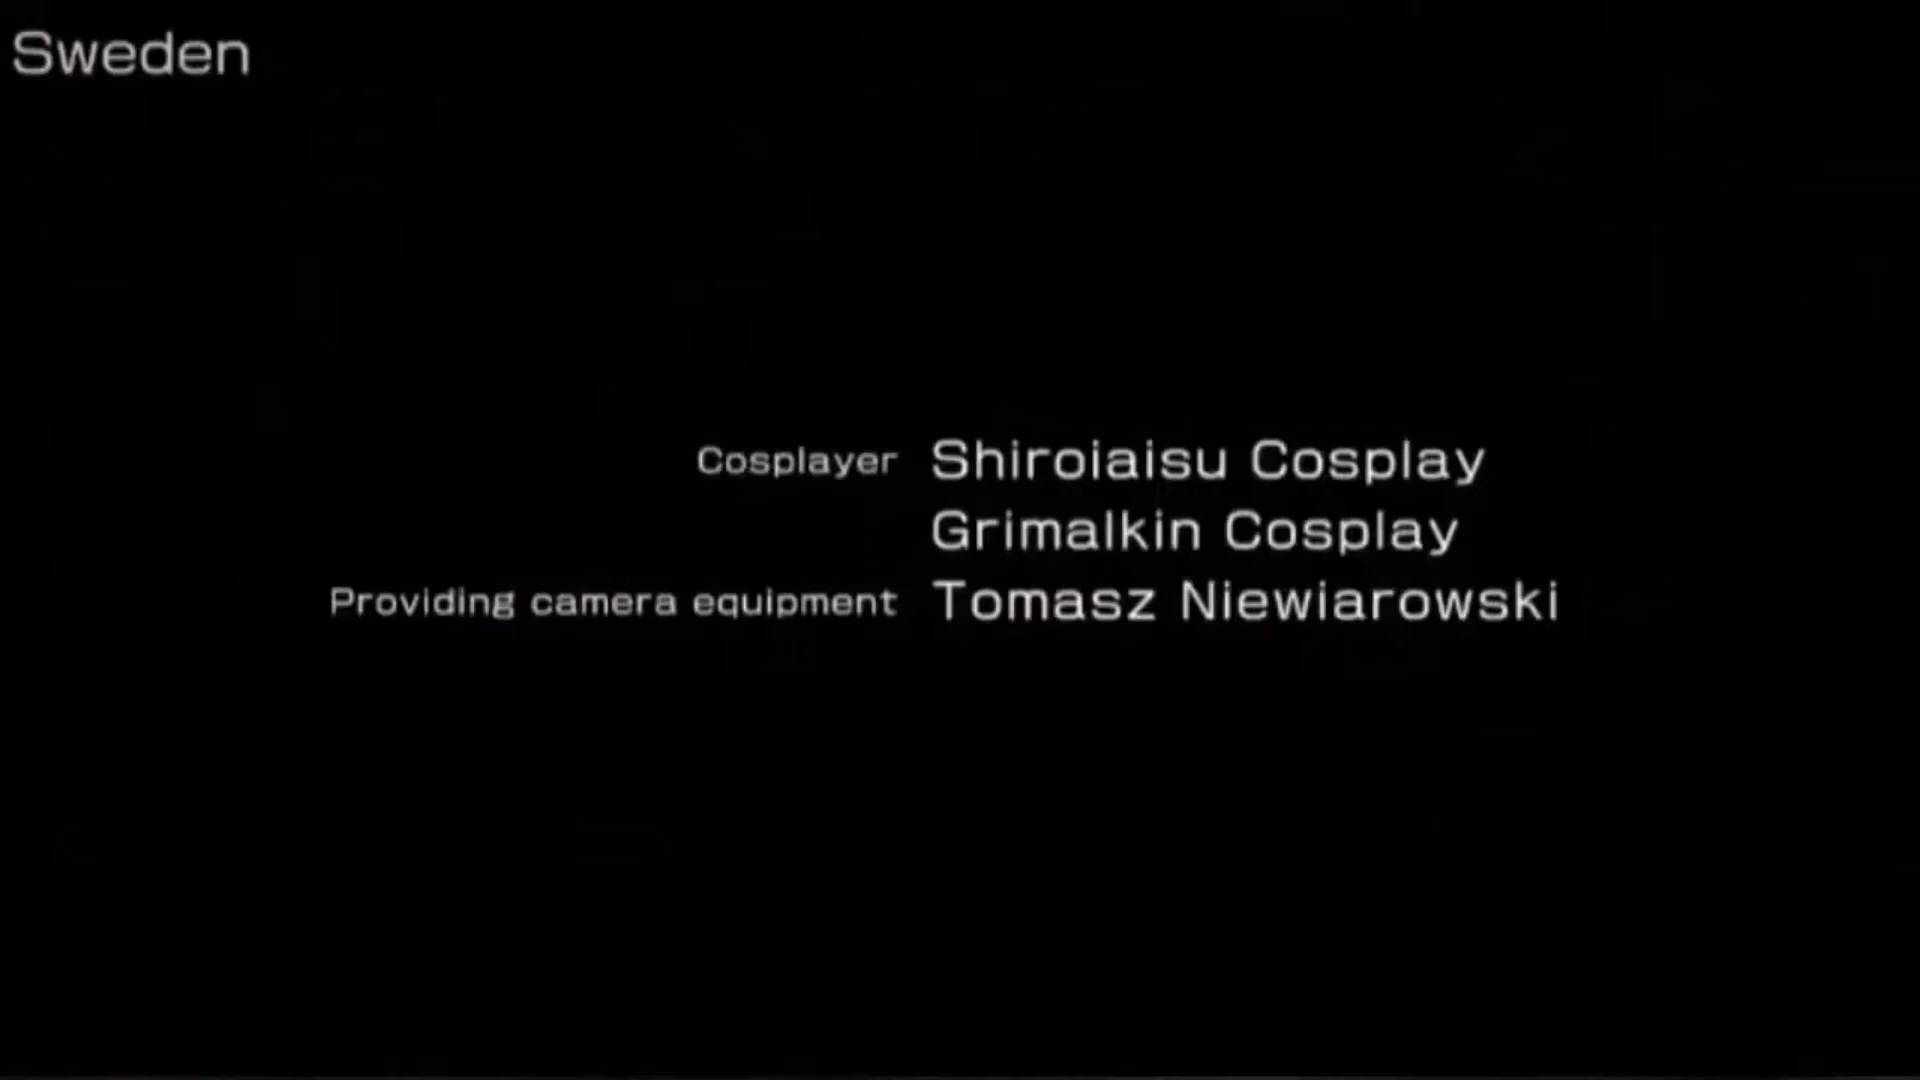 Sweden
Cosplayer Shiroiaisu Cosplay
Grimalkin Cosplay
Providing camera equipment Tomasz Niewiarowski